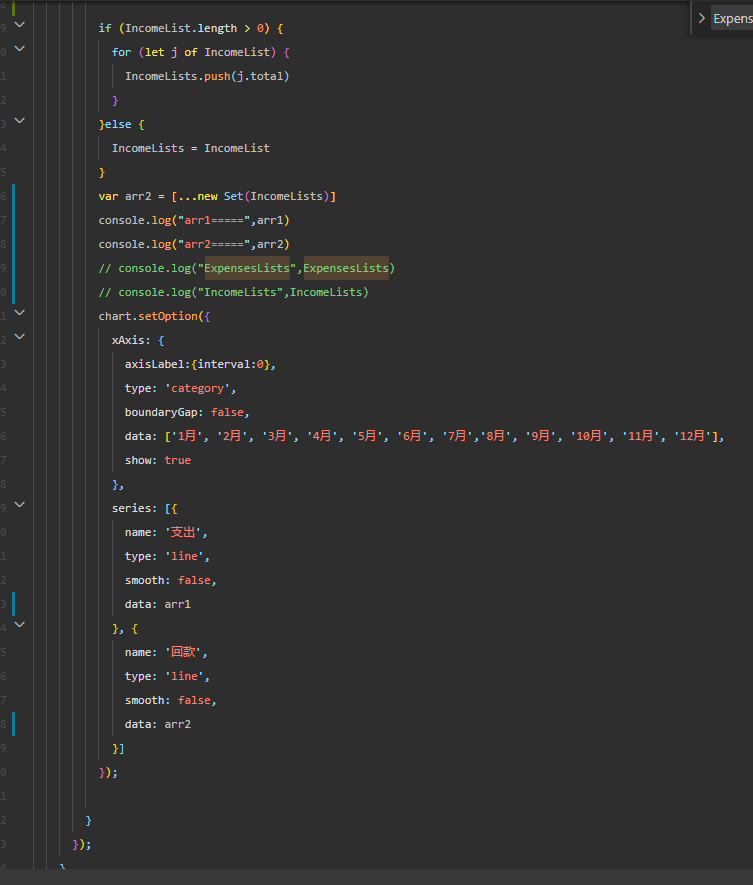 Expens
if (IncomeList.length > 0) {
for (let j of IncomeList) {
IncomeLists.push(j.total)
}
}else {
IncomeLists = IncomeList
}
var arr2 = [...new Set(IncomeLists)]
console.log("arr1=====",arr1)
console.log("arr2=====",arr2)
// console.log("ExpensesLists",ExpensesLists)
// console.log("IncomeLists",IncomeLists)
chart.setOption({
xAxis: {
axisLabel:{interval:0},
type: 'category',
boundaryGap: false,
data: ['1月', '2月', '3月', '4月', '5月', '6月', '7月','8月', '9月', '10月', '11月', '12月'],
show: true
},
series: [{
name: '支出',
type: 'line',
smooth: false,
data: arr1
}, {
name: '回款',
type: 'line',
smooth: false,
data: arr2
}]
});
}
});
}